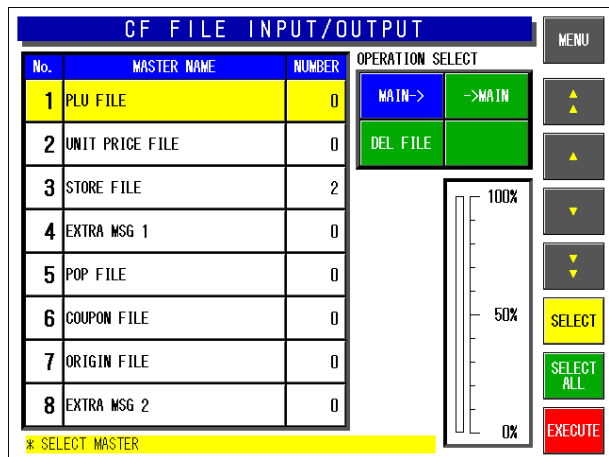 CF FILE INPUT/OUTPUT
MENU
No. MASTER NAME NUMBER
1 PLU FILE 0
2 UNIT PRICE FILE 0
3 STORE FILE 2
4 EXTRA MSG 1 0
5 POP FILE 0
6 COUPON FILE 0
7 ORIGIN FILE 0
8 EXTRA MSG 2 0
* SELECT MASTER
OPERATION SELECT
MAIN-> ->MAIN
DEL FILE
100%
50%
0%
SELECT
SELECT
ALL
EXECUTE